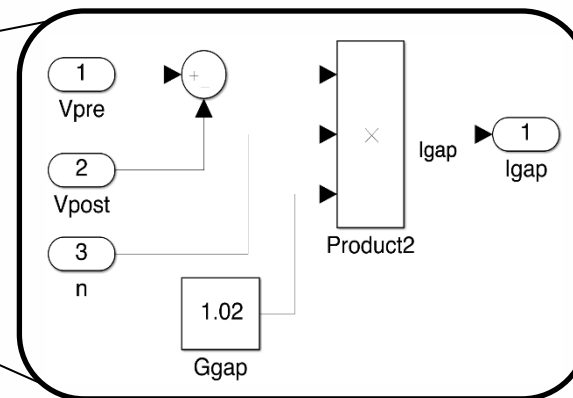 1
Vpre
+
−
2
Vpost
3
n
1.02
Ggap
×
Product2
Igap
1
Igap